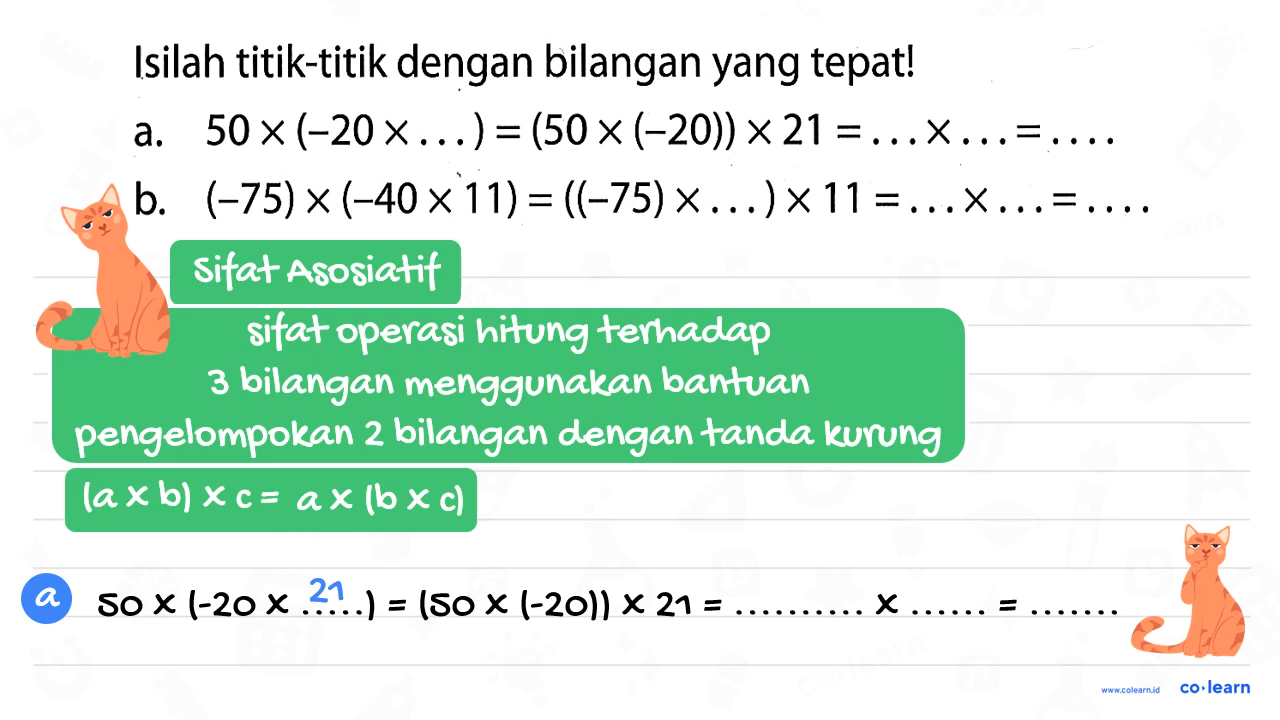 Isilah titik-titik dengan bilangan yang tepat!
a. 50 × (–20 × . . . ) = (50 × (–20)) × 21 = . . . × . . . = . . . .
b. (–75) × (–40 × 11) = ((–75) × . . . ) × 11 = . . . × . . . = . . . .
Sifat Asosiatif
sifat operasi hitung terhadap
3 bilangan menggunakan bantuan
pengelompokan 2 bilangan dengan tanda kurung
(a x b) x c = a x (b x c)
a 50 x (-20 x 21) = (50 x (-20)) x 21 = .......... x ...... = .......
www.colearn.id co·learn